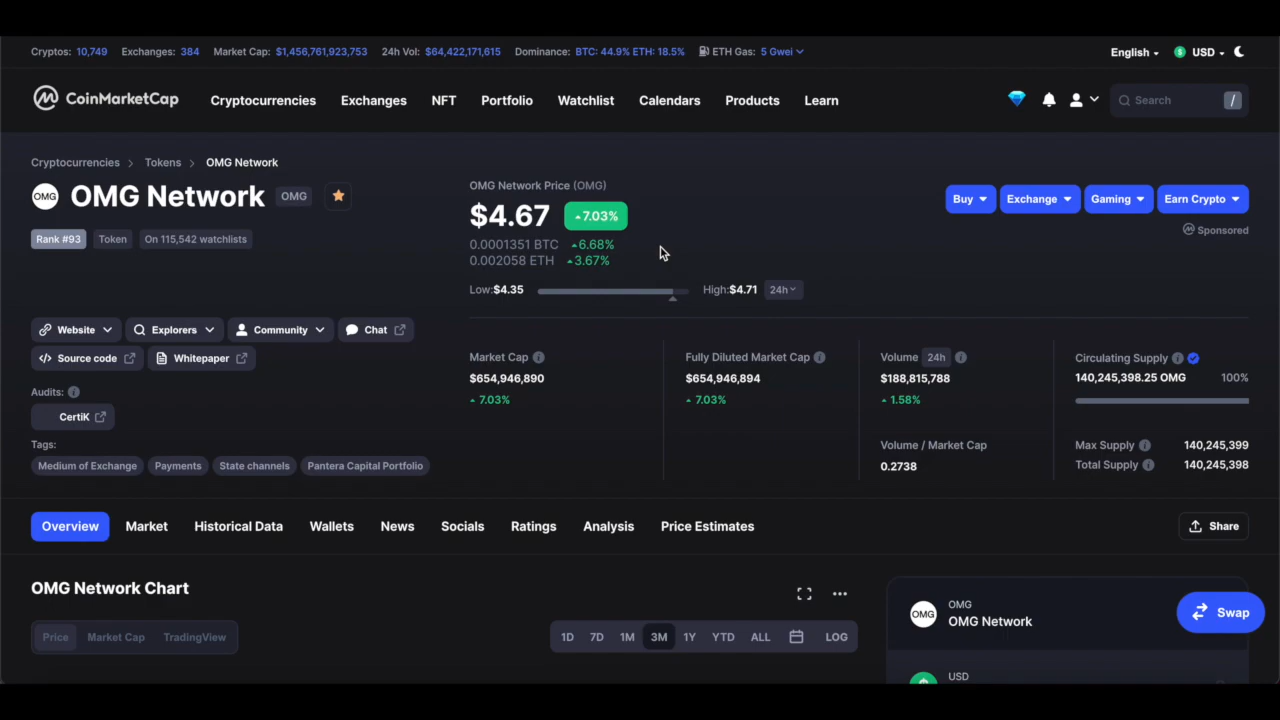 Cryptos: 10,749 Exchanges: 384 Market Cap: $1,456,761,923,753 24h Vol: $64,422,171,615 Dominance: BTC: 44.9% ETH: 18.5% ETH Gas: 5 Gwei English USD
CoinMarketCap Cryptocurrencies Exchanges NFT Portfolio Watchlist Calendars Products Learn Search /
Cryptocurrencies > Tokens > OMG Network
OMG OMG Network OMG
Rank #93 Token On 115,542 watchlists
OMG Network Price (OMG)
$4.67 7.03%
0.0001351 BTC 6.68%
0.002058 ETH 3.67%
Low:$4.35 High:$4.71 24h
Buy Exchange Gaming Earn Crypto
Sponsored
Website Explorers Community Chat
Source code Whitepaper
Audits:
CertiK
Tags:
Medium of Exchange Payments State channels Pantera Capital Portfolio
Market Cap
$654,946,890
7.03%
Fully Diluted Market Cap
$654,946,894
7.03%
Volume 24h
$188,815,788
1.58%
Volume / Market Cap
0.2738
Circulating Supply
140,245,398.25 OMG 100%
Max Supply 140,245,399
Total Supply 140,245,398
Overview Market Historical Data Wallets News Socials Ratings Analysis Price Estimates Share
OMG Network Chart
Price Market Cap TradingView 1D 7D 1M 3M 1Y YTD ALL LOG
OMG
OMG OMG Network
Swap
USD